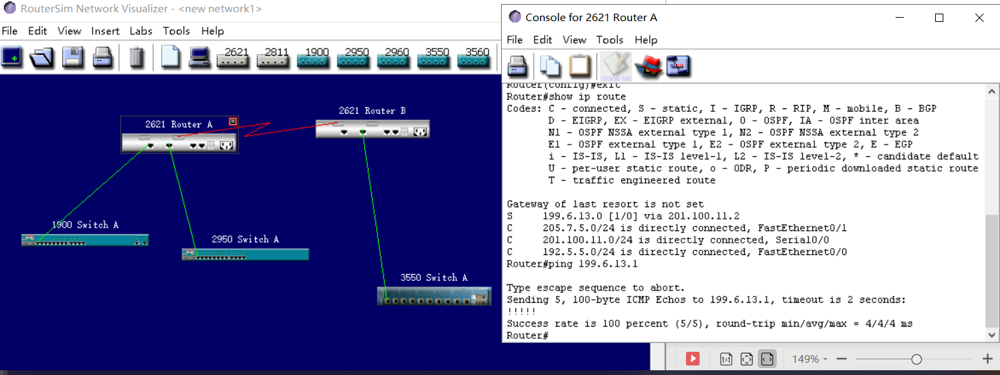 RouterSim Network Visualizer - <new network1>
File Edit View Insert Labs Tools Help
2621 2811 1900 2950 2960 3550 3560
2621 Router A
2621 Router B
1900 Switch A
2950 Switch A
3550 Switch A
Console for 2621 Router A
File Edit View Tools Help
Grade Me
Router(config)#exit
Router#show ip route
Codes: C - connected, S - static, I - IGRP, R - RIP, M - mobile, B - BGP
D - EIGRP, EX - EIGRP external, O - OSPF, IA - OSPF inter area
N1 - OSPF NSSA external type 1, N2 - OSPF NSSA external type 2
E1 - OSPF external type 1, E2 - OSPF external type 2, E - EGP
i - IS-IS, L1 - IS-IS level-1, L2 - IS-IS level-2, * - candidate default
U - per-user static route, o - ODR, P - periodic downloaded static route
T - traffic engineered route
Gateway of last resort is not set
S 199.6.13.0 [1/0] via 201.100.11.2
C 205.7.5.0/24 is directly connected, FastEthernet0/1
C 201.100.11.0/24 is directly connected, Serial0/0
C 192.5.5.0/24 is directly connected, FastEthernet0/0
Router#ping 199.6.13.1
Type escape sequence to abort.
Sending 5, 100-byte ICMP Echos to 199.6.13.1, timeout is 2 seconds:
!!!!!
Success rate is 100 percent (5/5), round-trip min/avg/max = 4/4/4 ms
Router#
1:1
149%